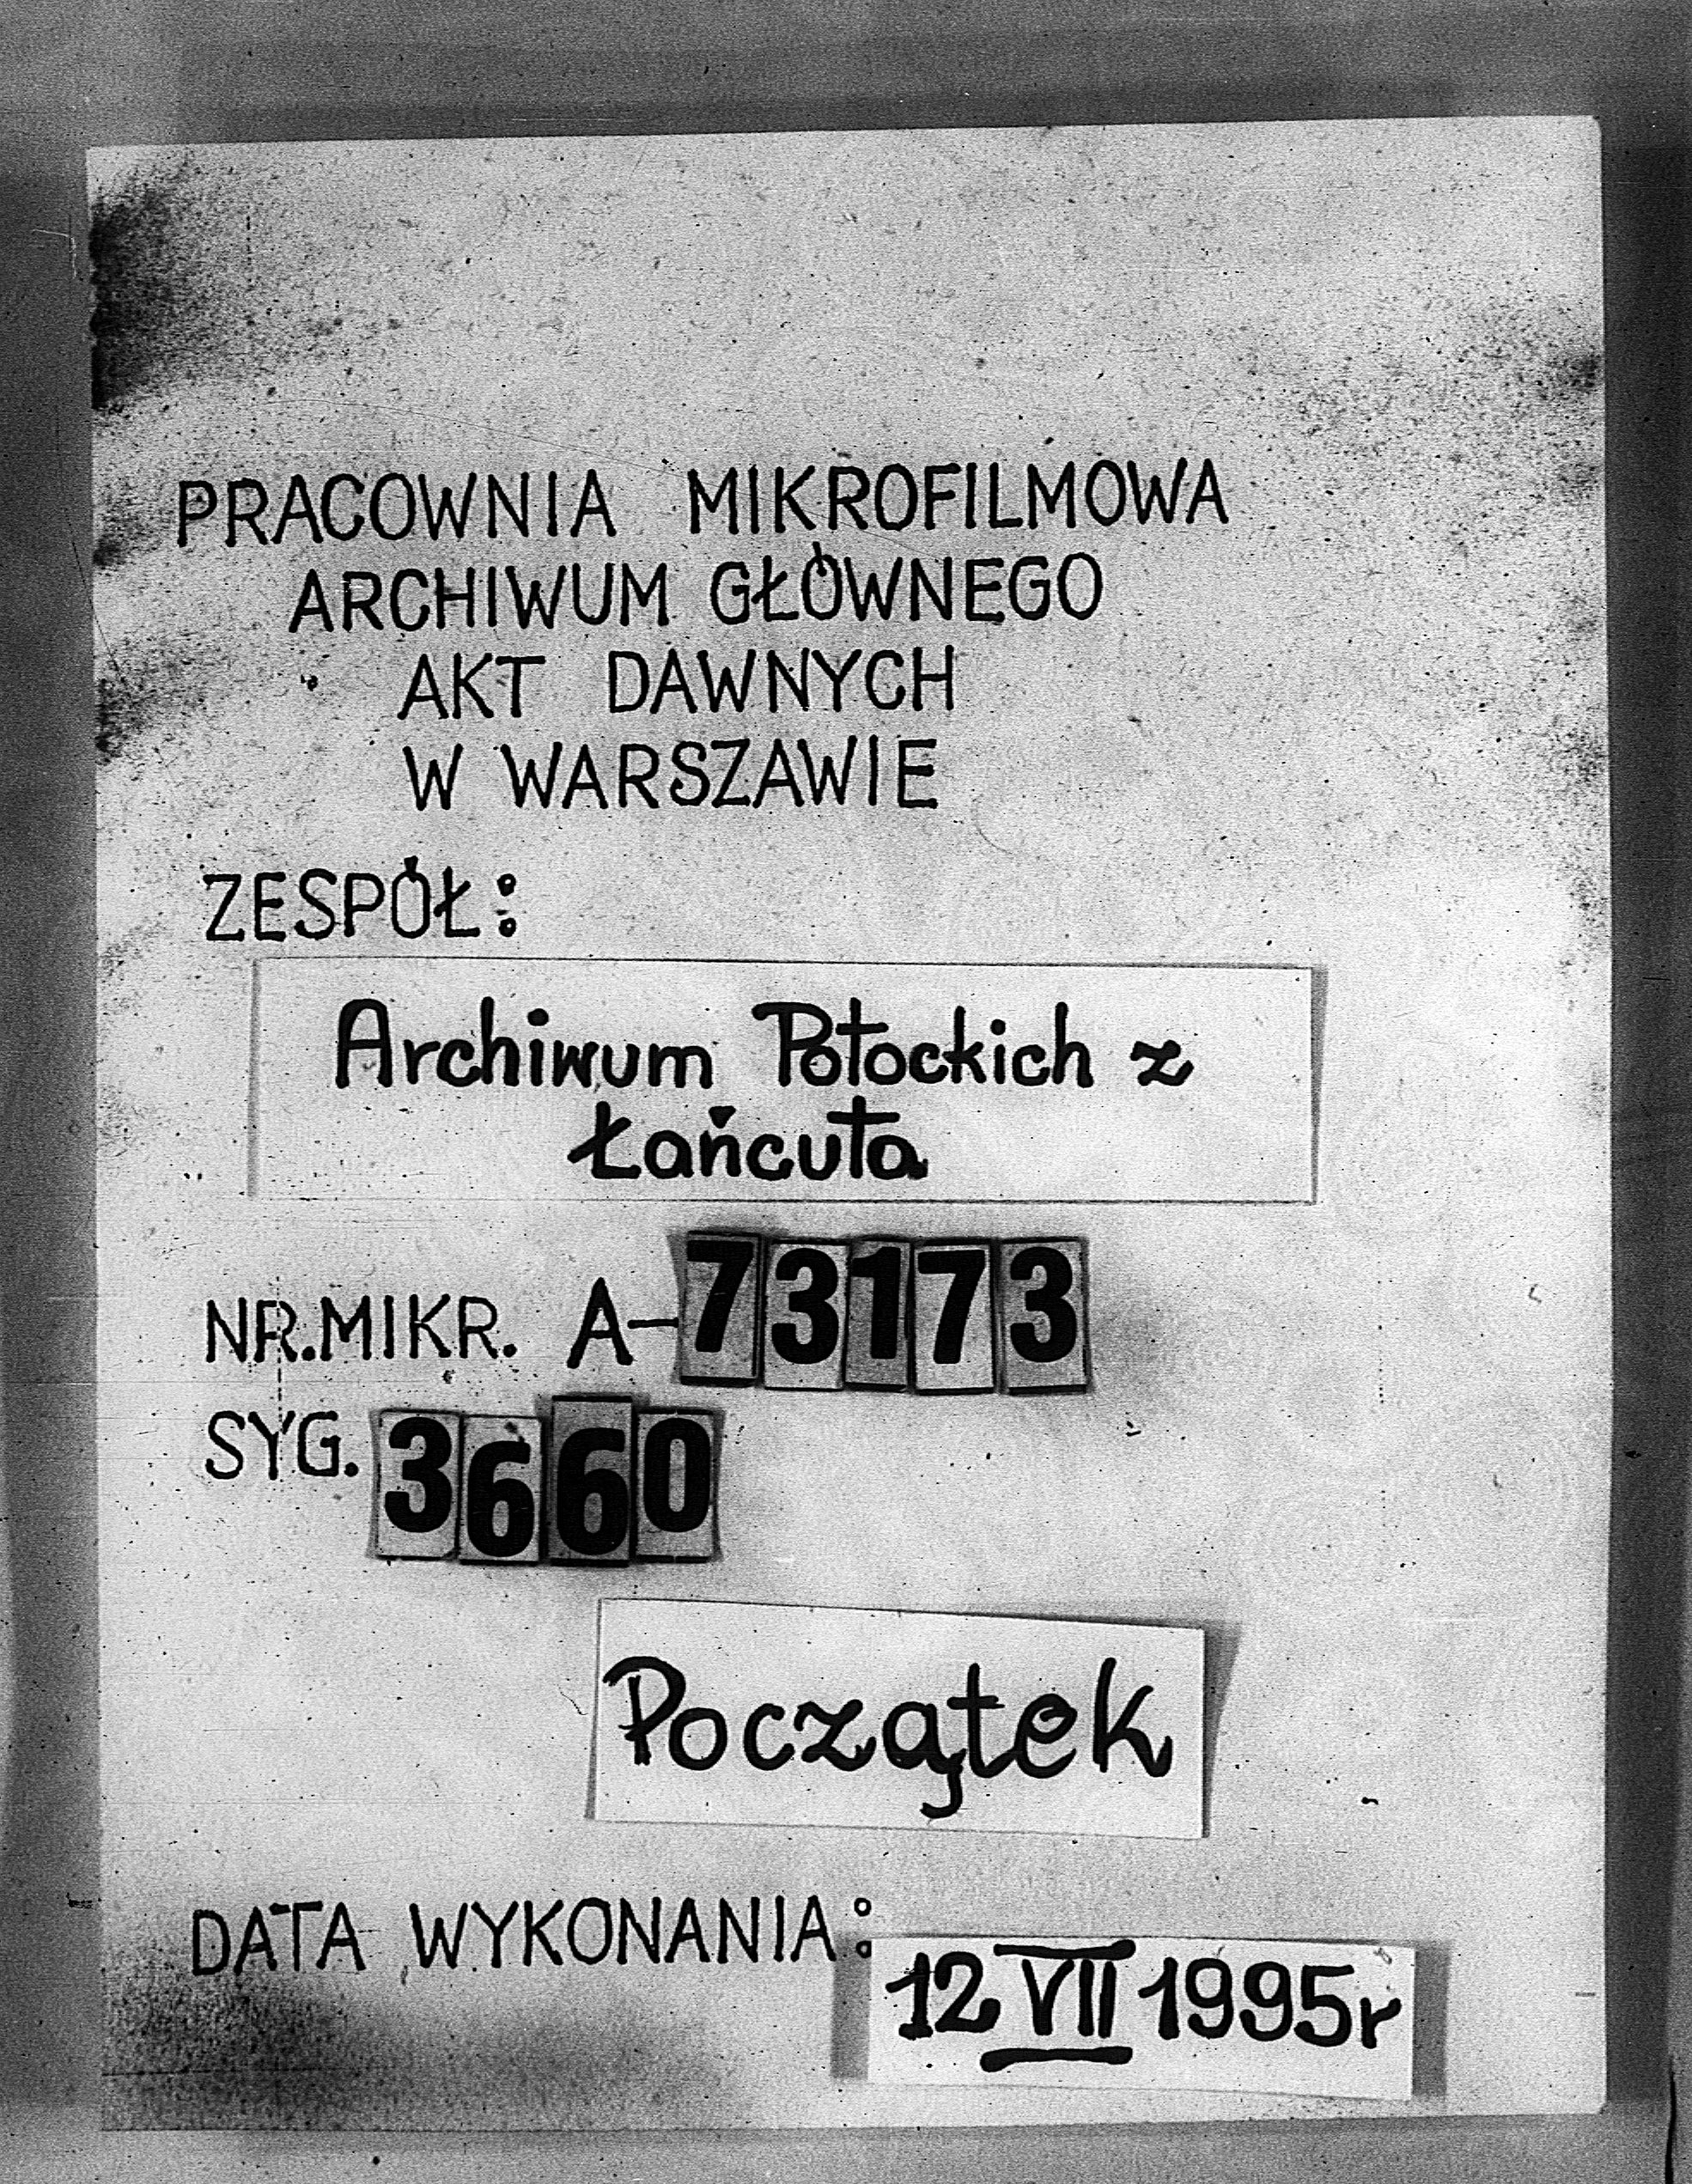 PRACOWNIA MIKROFILMOWA
ARCHIWUM GŁÓWNEGO
AKT DAWNYCH
W WARSZAWIE
ZESPÓŁ:
Archiwum Potockich z
Łańcuta
NR.MIKR. A-73173
SYG. 3660
Początek
DATA WYKONANIA: 12 VII 1995r